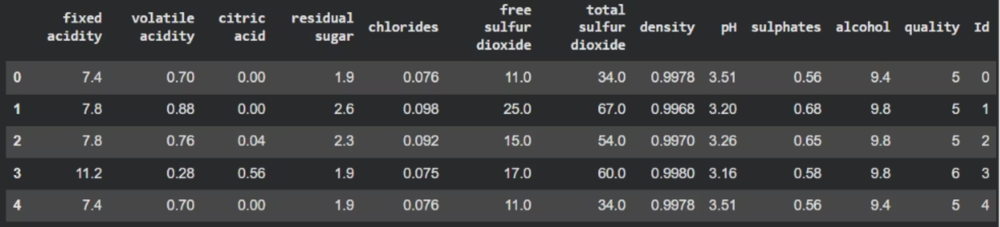 fixed acidity volatile acidity citric acid residual sugar chlorides free sulfur dioxide total sulfur dioxide density pH sulphates alcohol quality Id
0 7.4 0.70 0.00 1.9 0.076 11.0 34.0 0.9978 3.51 0.56 9.4 5 0
1 7.8 0.88 0.00 2.6 0.098 25.0 67.0 0.9968 3.20 0.68 9.8 5 1
2 7.8 0.76 0.04 2.3 0.092 15.0 54.0 0.9970 3.26 0.65 9.8 5 2
3 11.2 0.28 0.56 1.9 0.075 17.0 60.0 0.9980 3.16 0.58 9.8 6 3
4 7.4 0.70 0.00 1.9 0.076 11.0 34.0 0.9978 3.51 0.56 9.4 5 4